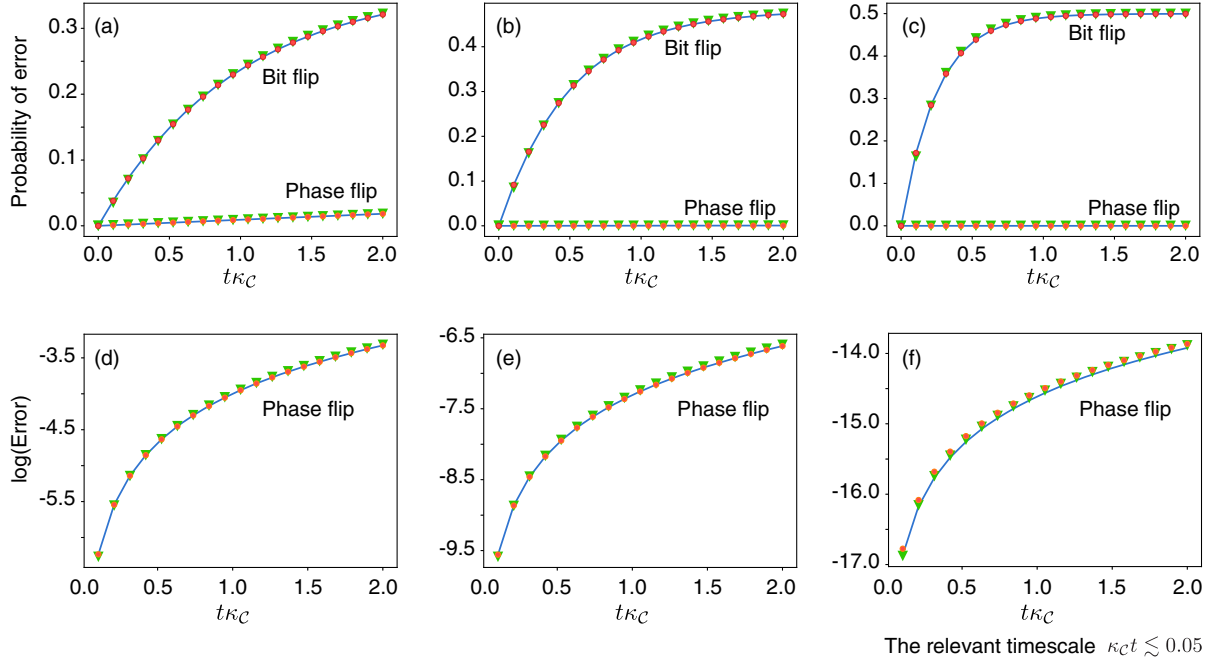 (a)
(b)
(c)
Probability of error
0.3
0.2
0.1
0.0
Bit flip
Phase flip
0.0 0.5 1.0 1.5 2.0
tκ_C
0.4
0.3
0.2
0.1
0.0
Bit flip
Phase flip
0.0 0.5 1.0 1.5 2.0
tκ_C
0.5
0.4
0.3
0.2
0.1
0.0
Bit flip
Phase flip
0.0 0.5 1.0 1.5 2.0
tκ_C
(d)
(e)
(f)
log(Error)
-3.5
-4.5
-5.5
Phase flip
0.0 0.5 1.0 1.5 2.0
tκ_C
-6.5
-7.5
-8.5
-9.5
Phase flip
0.0 0.5 1.0 1.5 2.0
tκ_C
-14.0
-15.0
-16.0
-17.0
Phase flip
0.0 0.5 1.0 1.5 2.0
tκ_C
The relevant timescale κ_C t ≲ 0.05